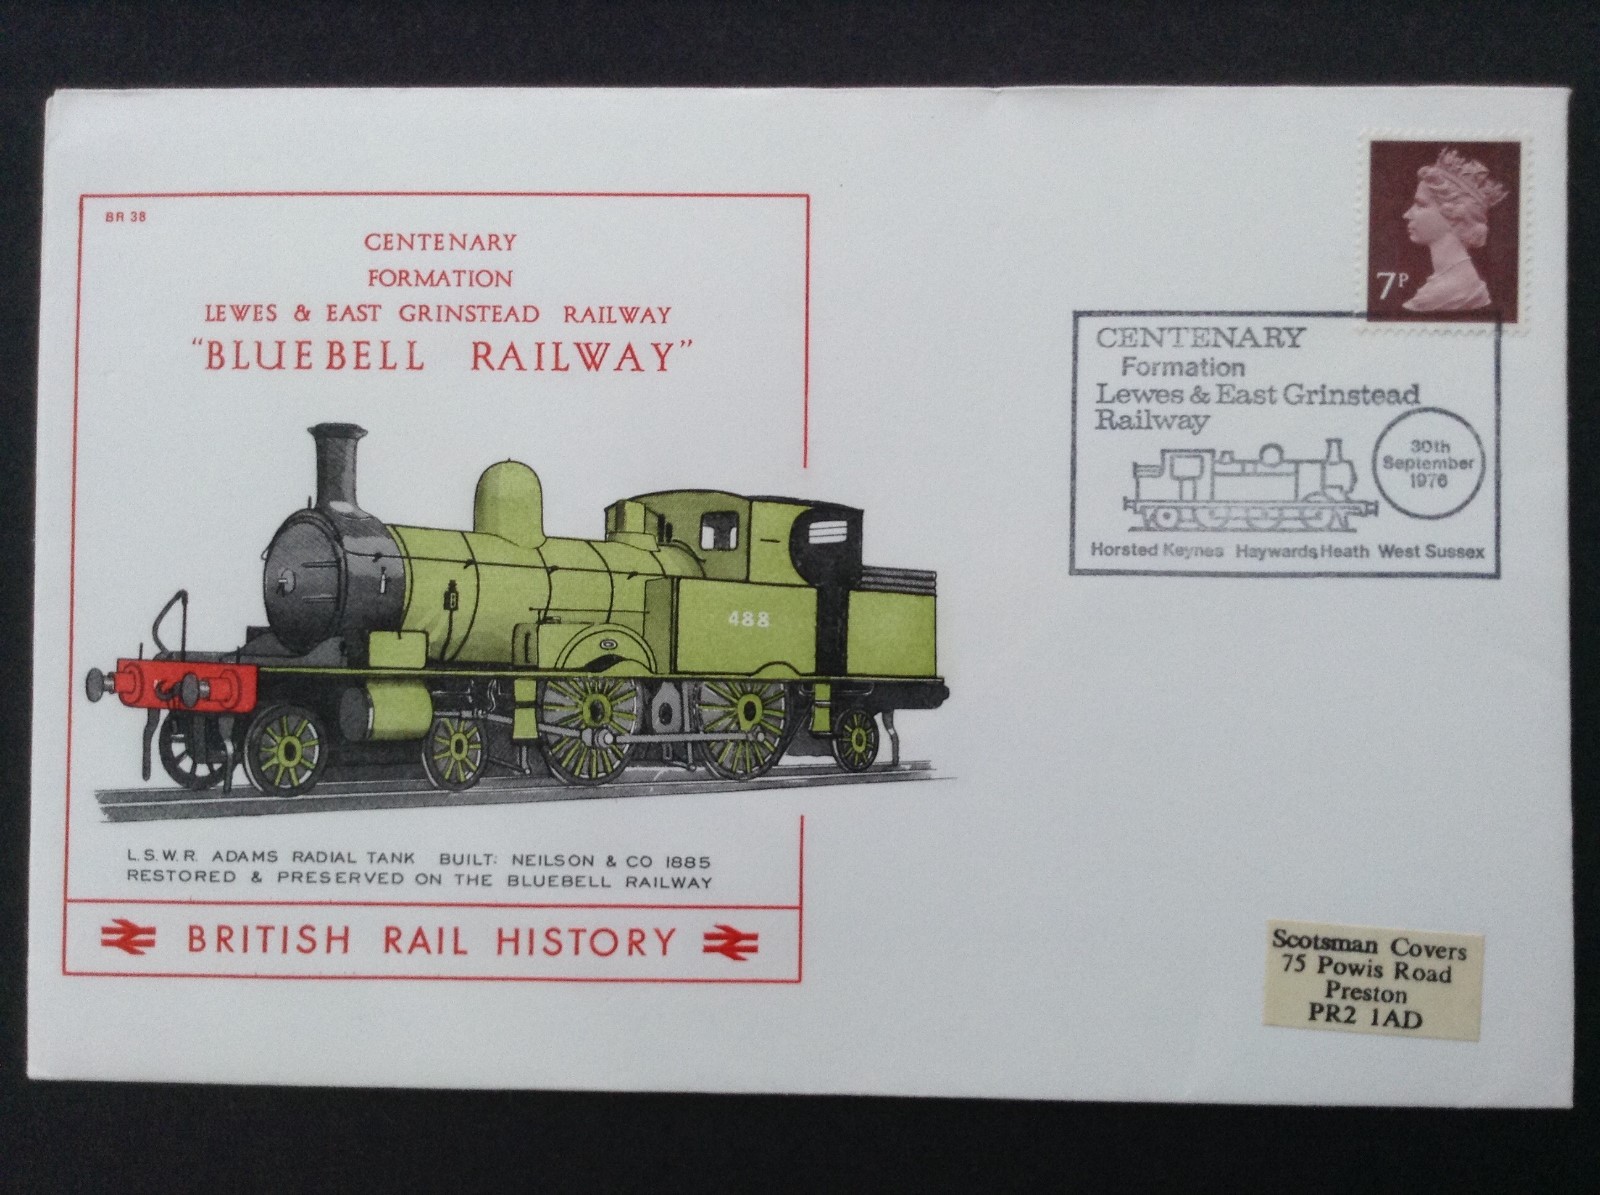 BR 38
CENTENARY
FORMATION
LEWES & EAST GRINSTEAD RAILWAY
"BLUEBELL RAILWAY"
488
L.S.W.R. ADAMS RADIAL TANK BUILT: NEILSON & CO 1885
RESTORED & PRESERVED ON THE BLUEBELL RAILWAY
BRITISH RAIL HISTORY
7P
CENTENARY
Formation
Lewes & East Grinstead
Railway
30th
September
1976
Horsted Keynes Haywards Heath West Sussex
Scotsman Covers
75 Powis Road
Preston
PR2 1AD